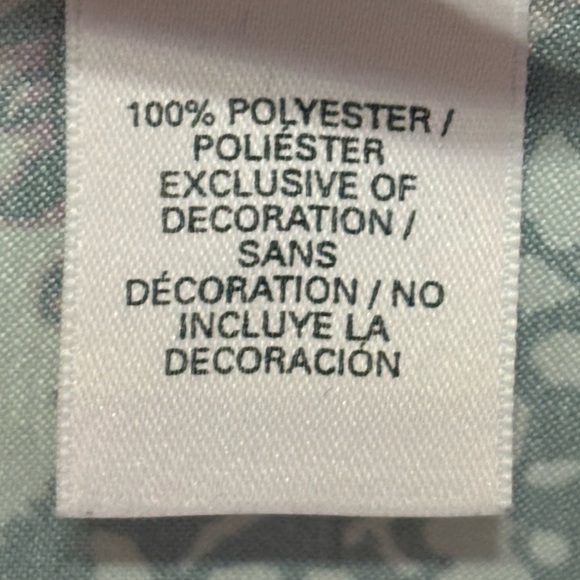 100% POLYESTER /
POLIÉSTER
EXCLUSIVE OF
DECORATION /
SANS
DÉCORATION / NO
INCLUYE LA
DECORACIÓN